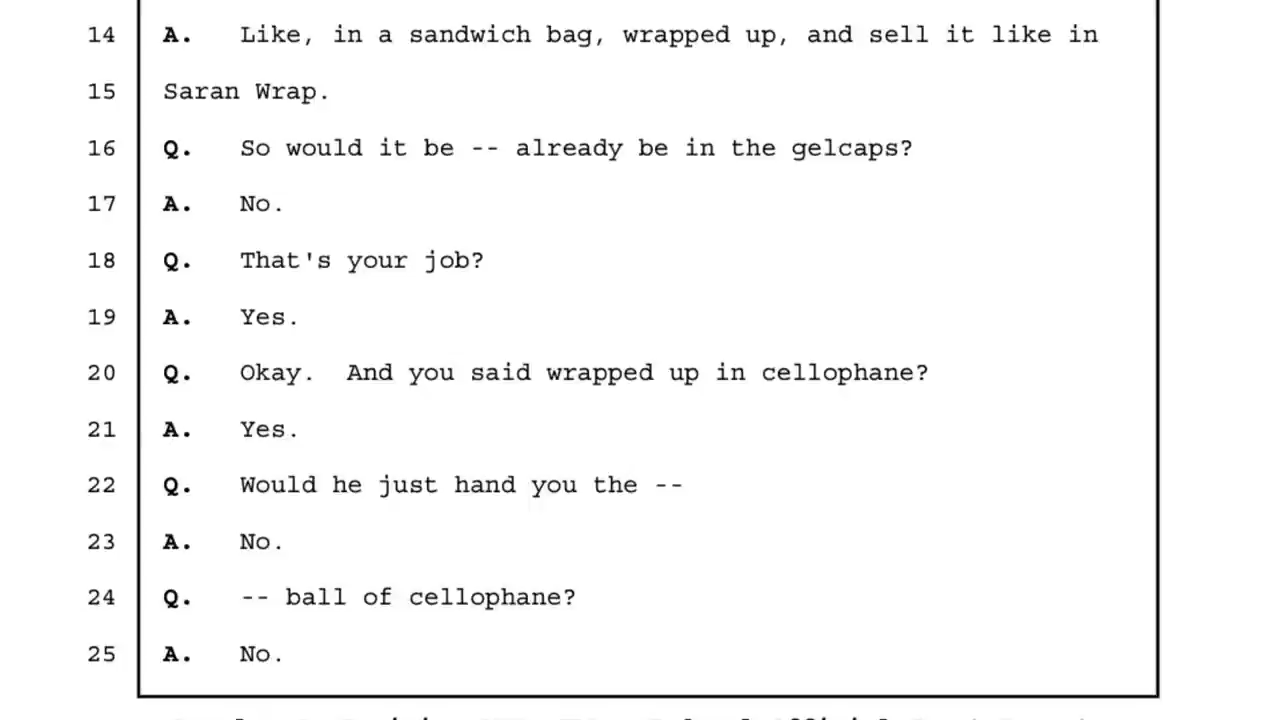 14 A. Like, in a sandwich bag, wrapped up, and sell it like in
15 Saran Wrap.
16 Q. So would it be -- already be in the gelcaps?
17 A. No.
18 Q. That's your job?
19 A. Yes.
20 Q. Okay. And you said wrapped up in cellophane?
21 A. Yes.
22 Q. Would he just hand you the --
23 A. No.
24 Q. -- ball of cellophane?
25 A. No.